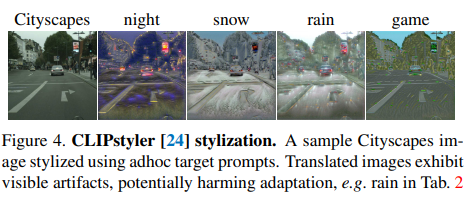 Cityscapes night snow rain game
Figure 4. CLIPstyler [24] stylization. A sample Cityscapes im-
age stylized using adhoc target prompts. Translated images exhibit
visible artifacts, potentially harming adaptation, e.g. rain in Tab. 2